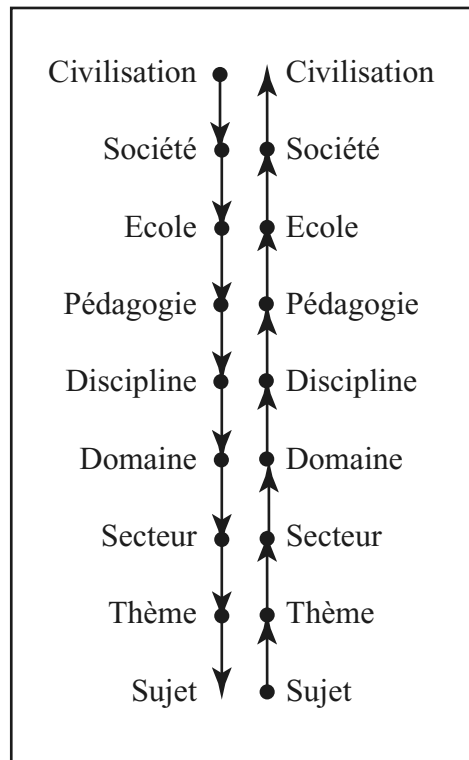 Civilisation Civilisation
Société Société
Ecole Ecole
Pédagogie Pédagogie
Discipline Discipline
Domaine Domaine
Secteur Secteur
Thème Thème
Sujet Sujet